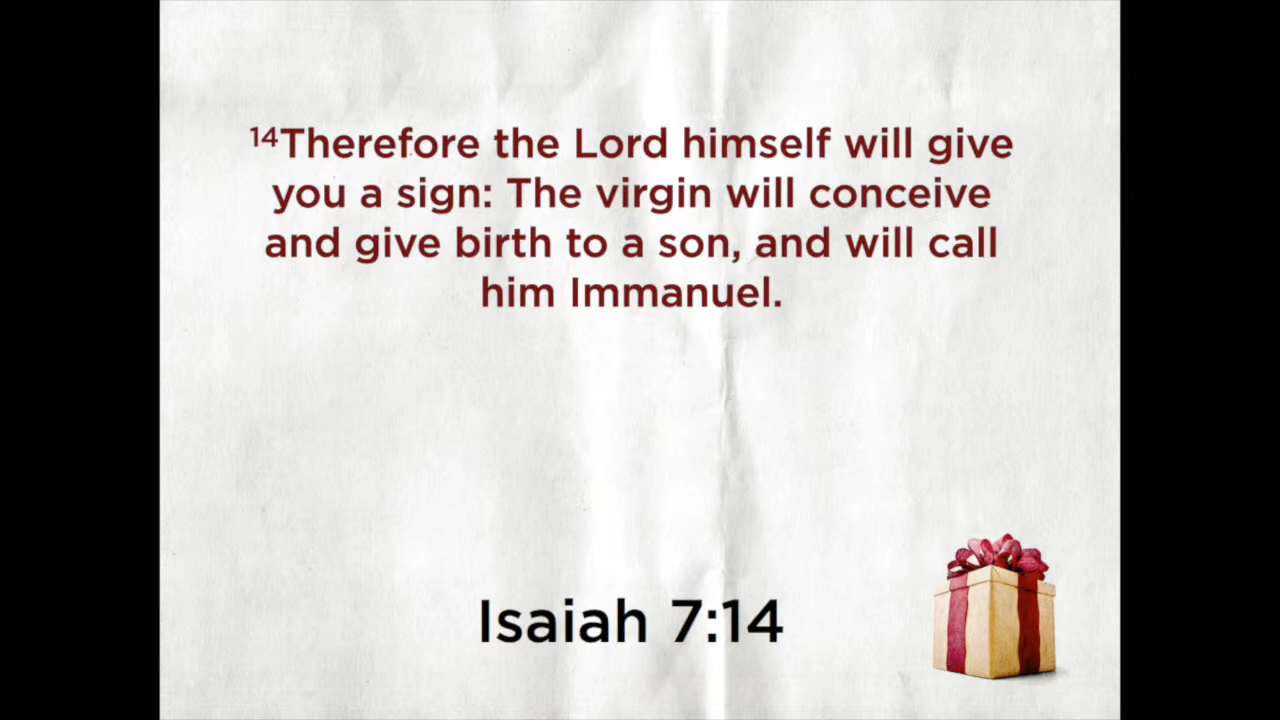 ¹⁴Therefore the Lord himself will give
you a sign: The virgin will conceive
and give birth to a son, and will call
him Immanuel.
Isaiah 7:14